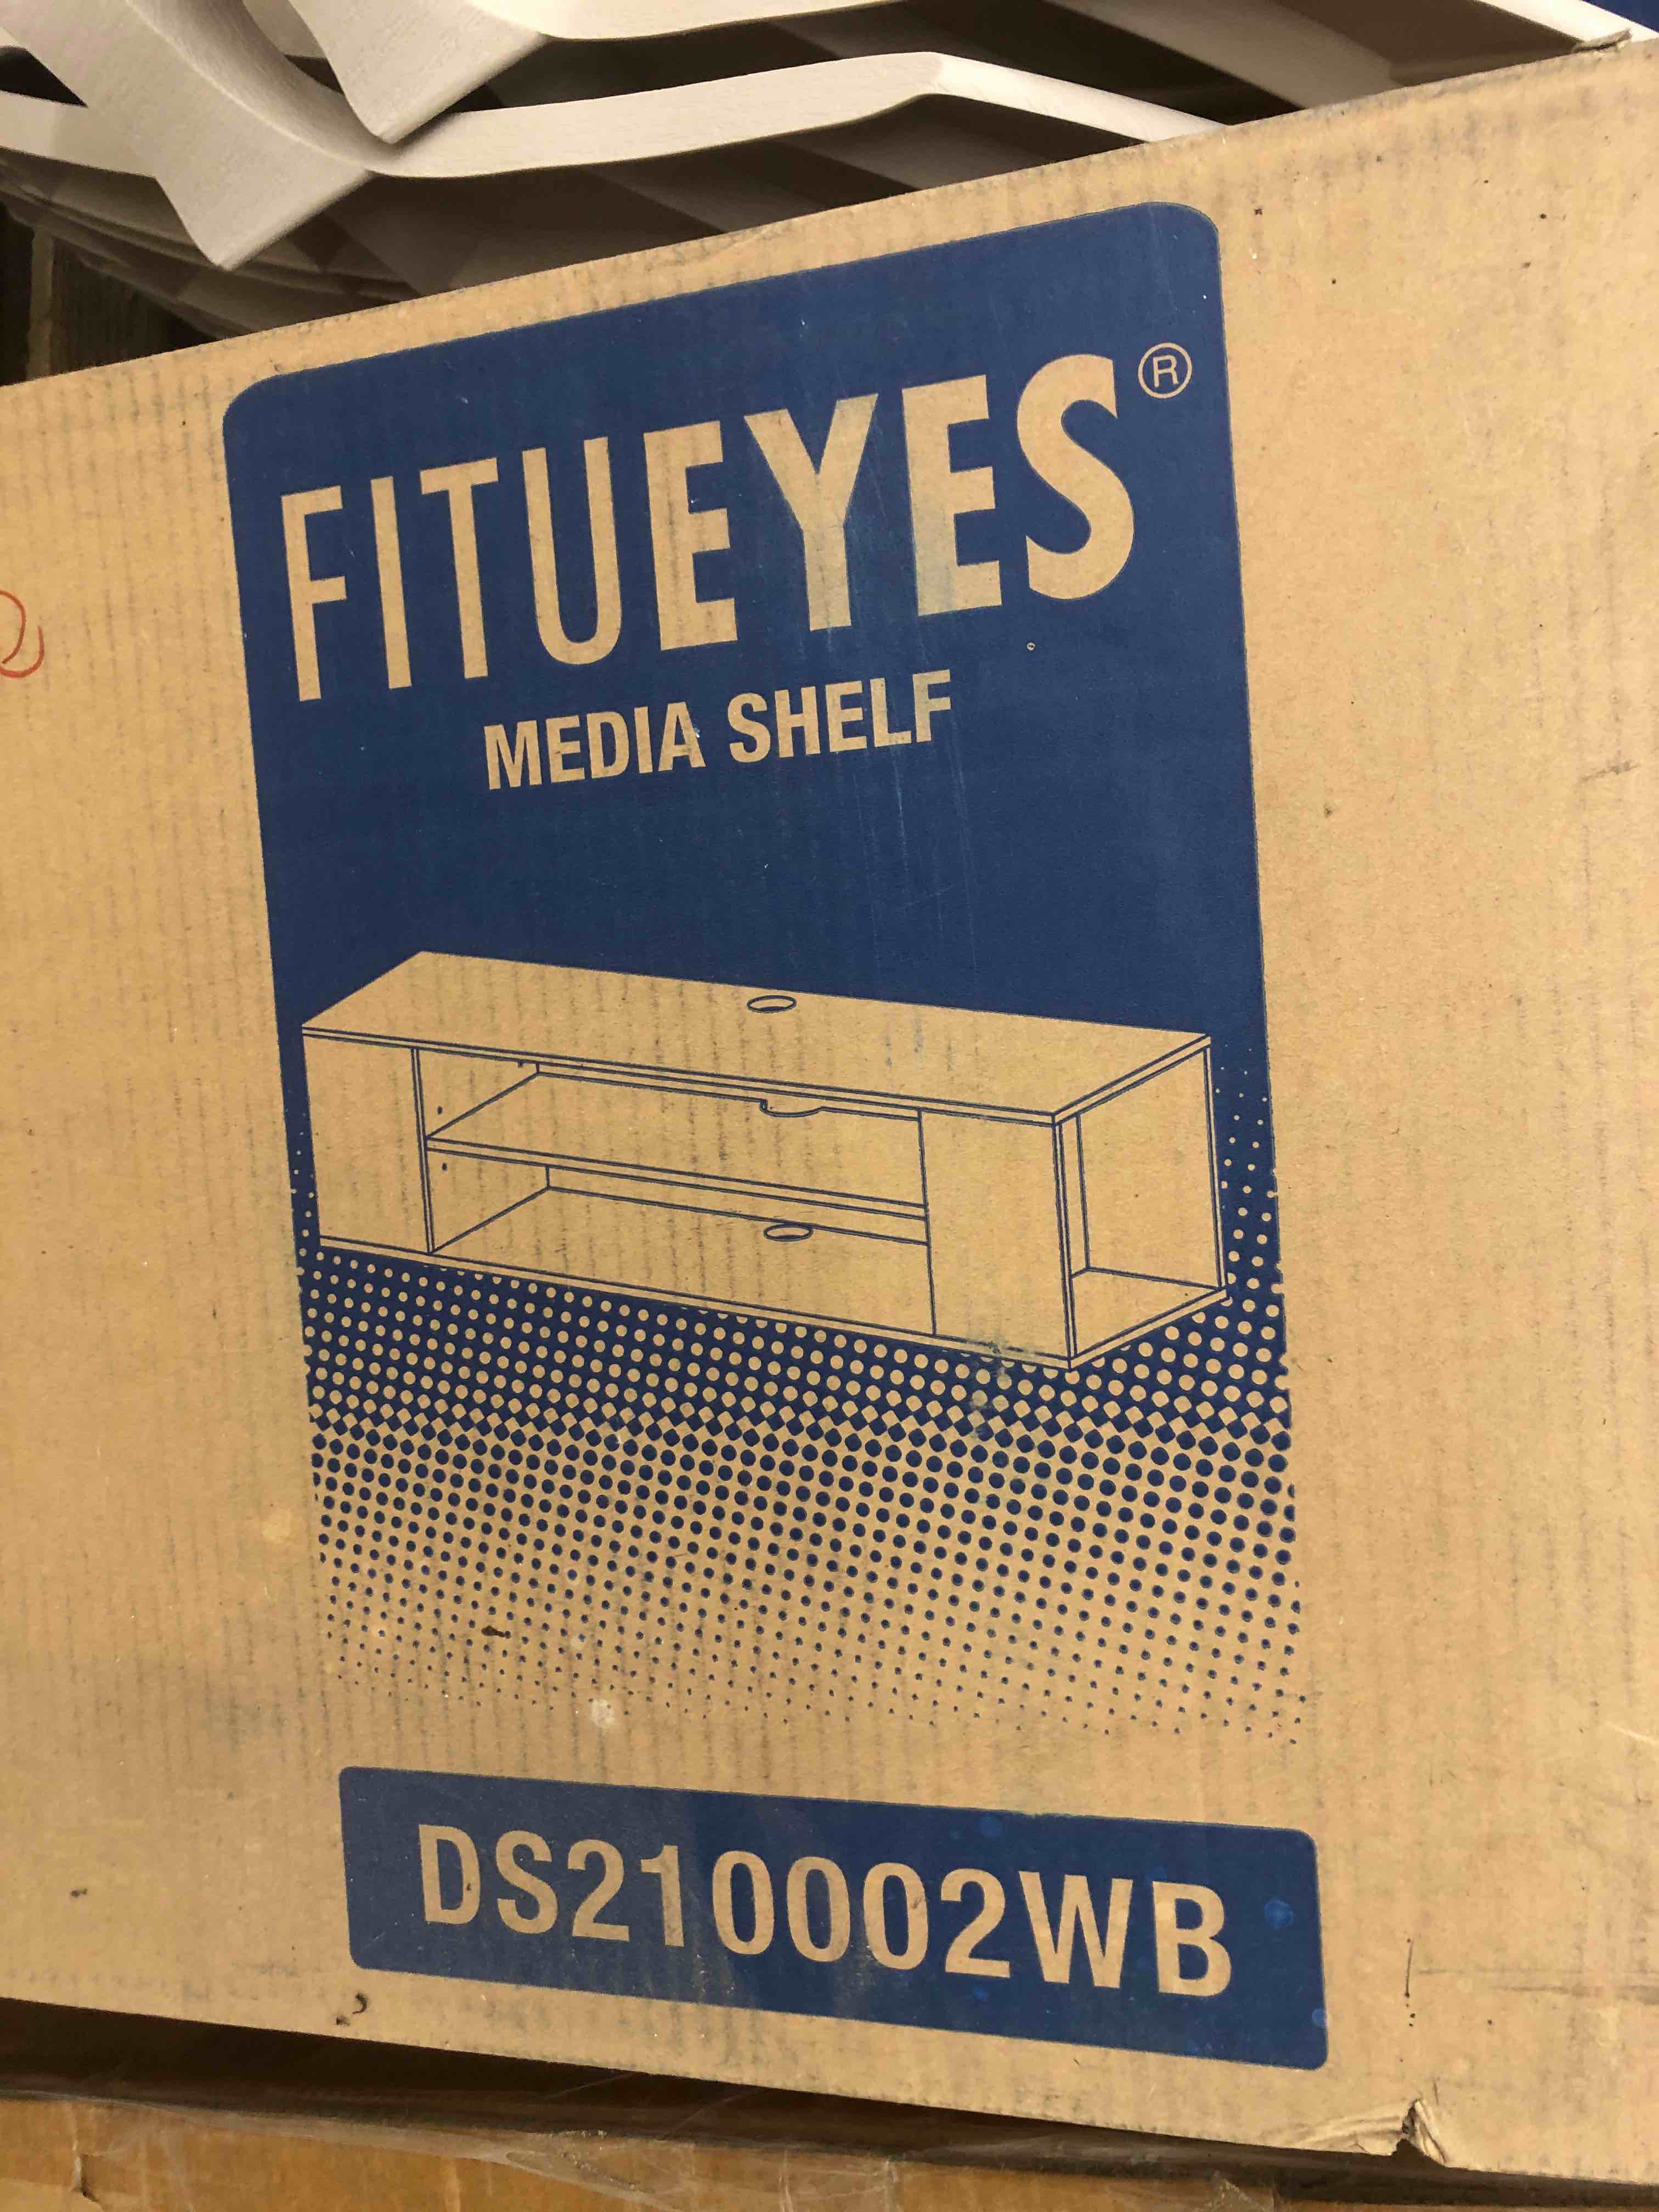 FITUEYES®
MEDIA SHELF
DS210002WB